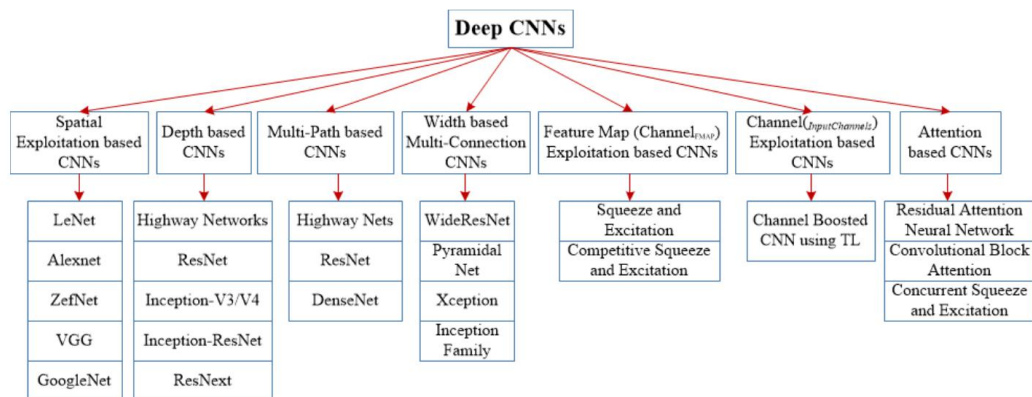 Deep CNNs
Spatial
Exploitation based
CNNs
Depth based
CNNs
Multi-Path based
CNNs
Width based
Multi-Connection
CNNs
Feature Map (ChannelFMAP)
Exploitation based CNNs
Channel(InputChannels)
Exploitation based
CNNs
Attention
based CNNs
LeNet
Alexnet
ZefNet
VGG
GoogleNet
Highway Networks
ResNet
Inception-V3/V4
Inception-ResNet
ResNext
Highway Nets
ResNet
DenseNet
WideResNet
Pyramidal
Net
Xception
Inception
Family
Squeeze and
Excitation
Competitive Squeeze
and Excitation
Channel Boosted
CNN using TL
Residual Attention
Neural Network
Convolutional Block
Attention
Concurrent Squeeze
and Excitation